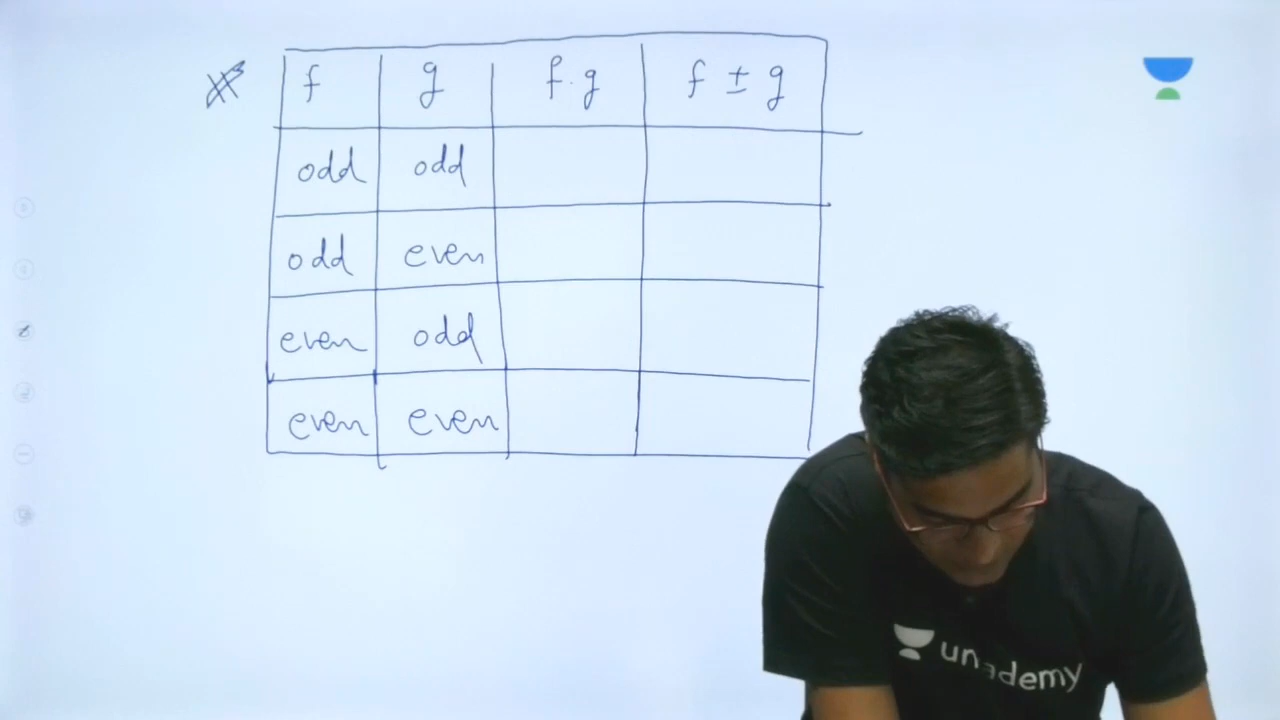 f g f.g f ± g
odd odd
odd even
even odd
even even
unacademy